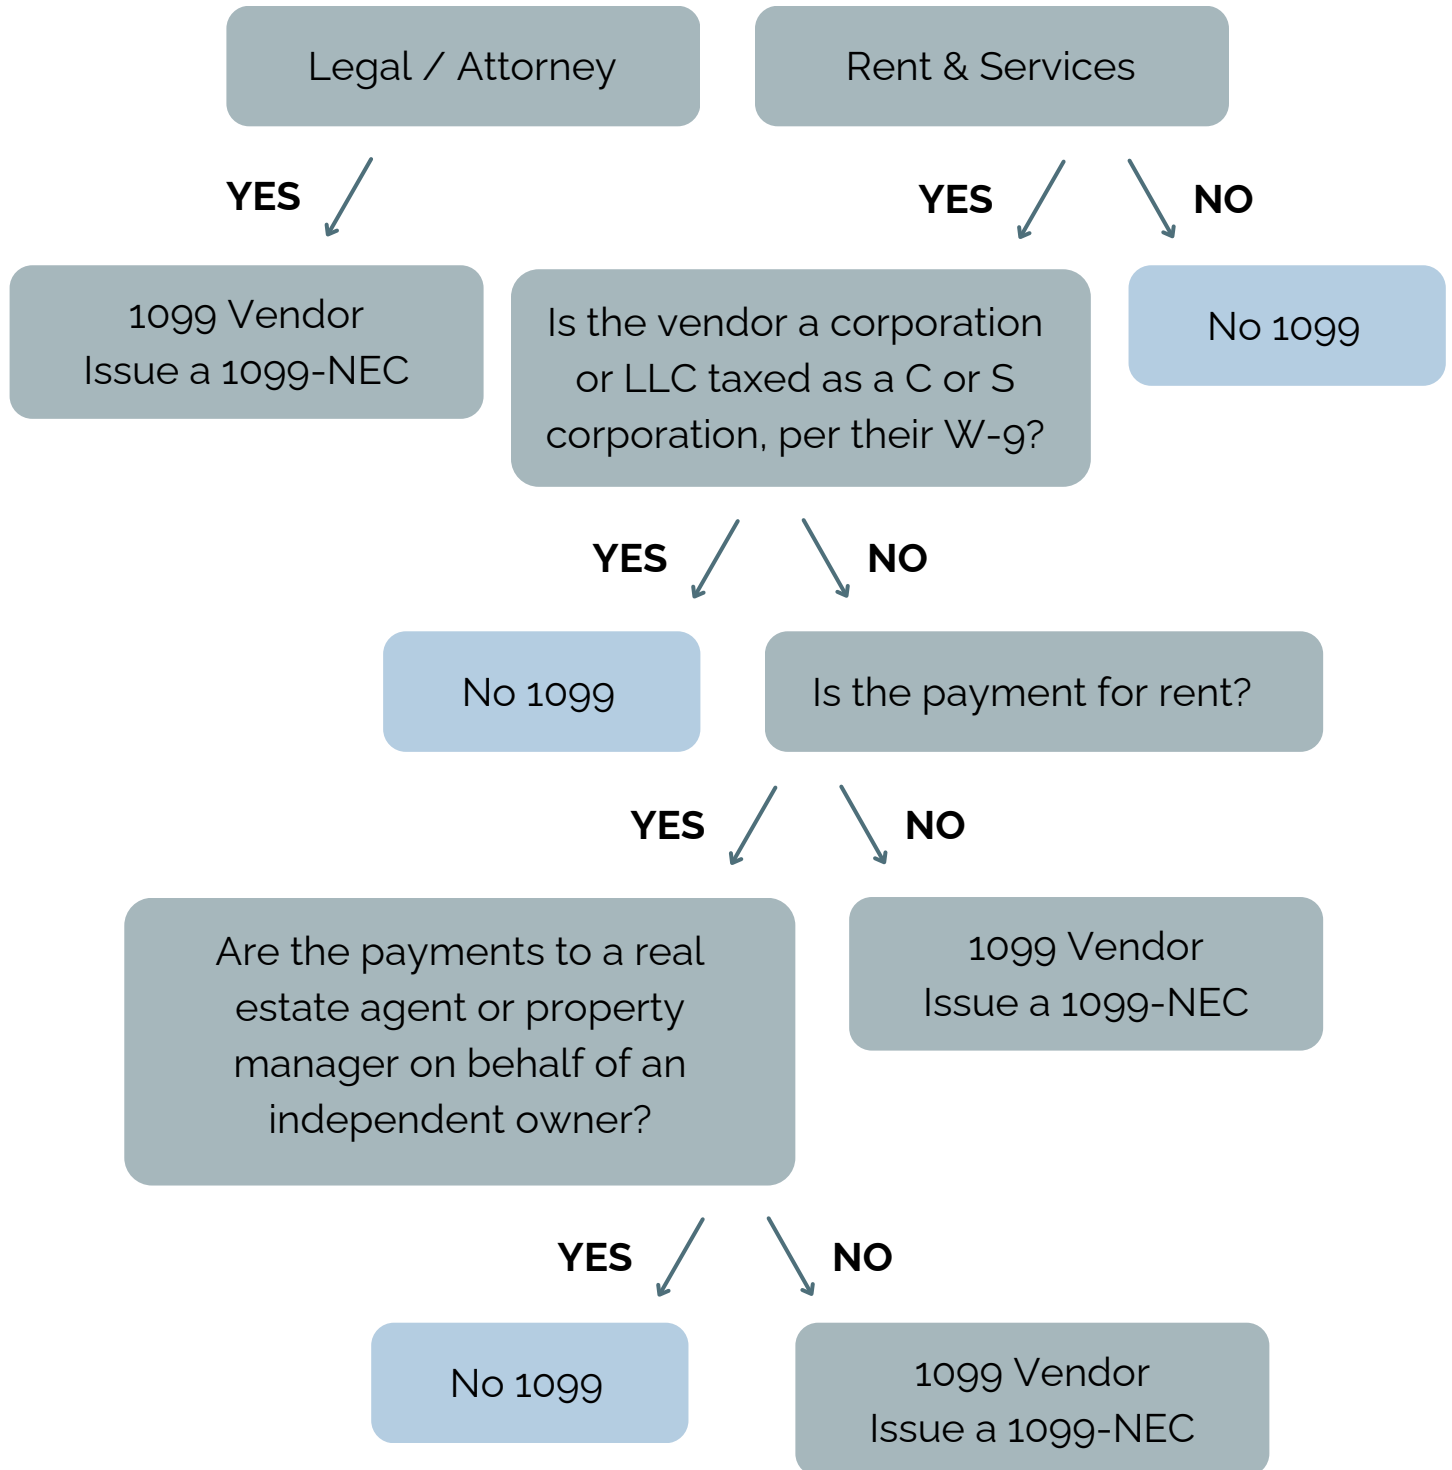 Legal / Attorney
Rent & Services
YES
YES
NO
1099 Vendor
Issue a 1099-NEC
Is the vendor a corporation
or LLC taxed as a C or S
corporation, per their W-9?
No 1099
YES
NO
No 1099
Is the payment for rent?
YES
NO
Are the payments to a real
estate agent or property
manager on behalf of an
independent owner?
1099 Vendor
Issue a 1099-NEC
YES
NO
No 1099
1099 Vendor
Issue a 1099-NEC